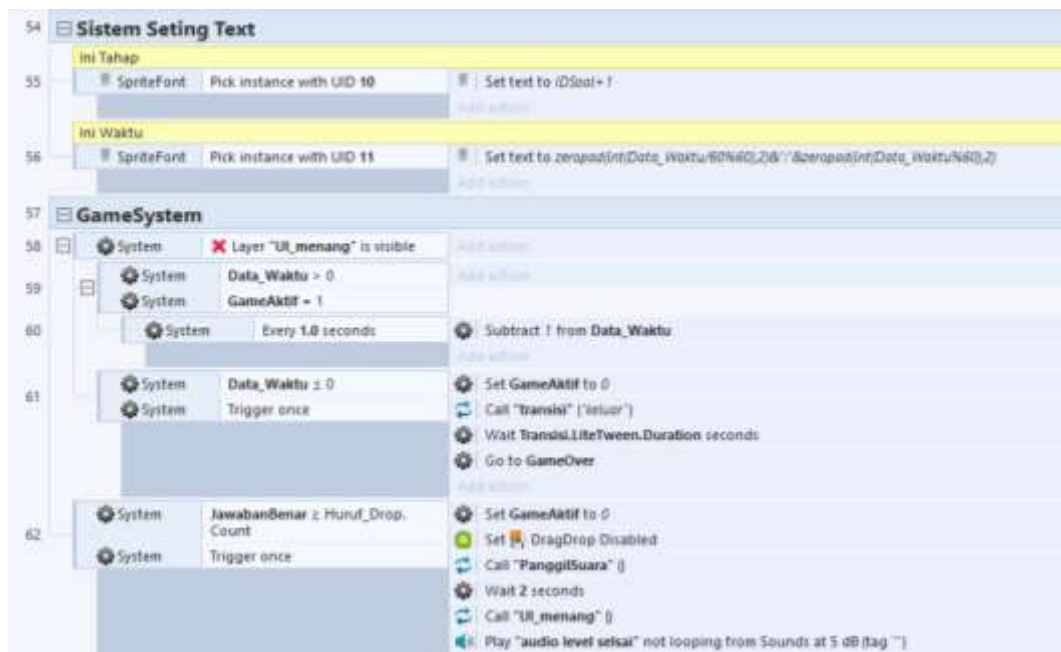 54 Sistem Seting Text
Ini Tahap
55 SpriteFont Pick instance with UID 10 Set text to IDSoal+1
Add action
Ini Waktu
56 SpriteFont Pick instance with UID 11 Set text to zeropad(int(Data_Waktu/60%60),2)&":"&zeropad(int(Data_Waktu%60),2)
Add action
57 GameSystem
58 System Layer "UI_menang" is visible Add action
59 System Data_Waktu > 0 Add action
System GameAktif = 1
60 System Every 1.0 seconds Subtract 1 from Data_Waktu
Add action
61 System Data_Waktu ≤ 0 Set GameAktif to 0
System Trigger once Call "transisi" ("keluar")
Wait Transisi.LiteTween.Duration seconds
Go to GameOver
Add action
62 System JawabanBenar ≥ Huruf_Drop. Set GameAktif to 0
Count Set DragDrop Disabled
System Trigger once Call "PanggilSuara" ()
Wait 2 seconds
Call "UI_menang" ()
Play "audio level selsai" not looping from Sounds at 5 dB (tag "")